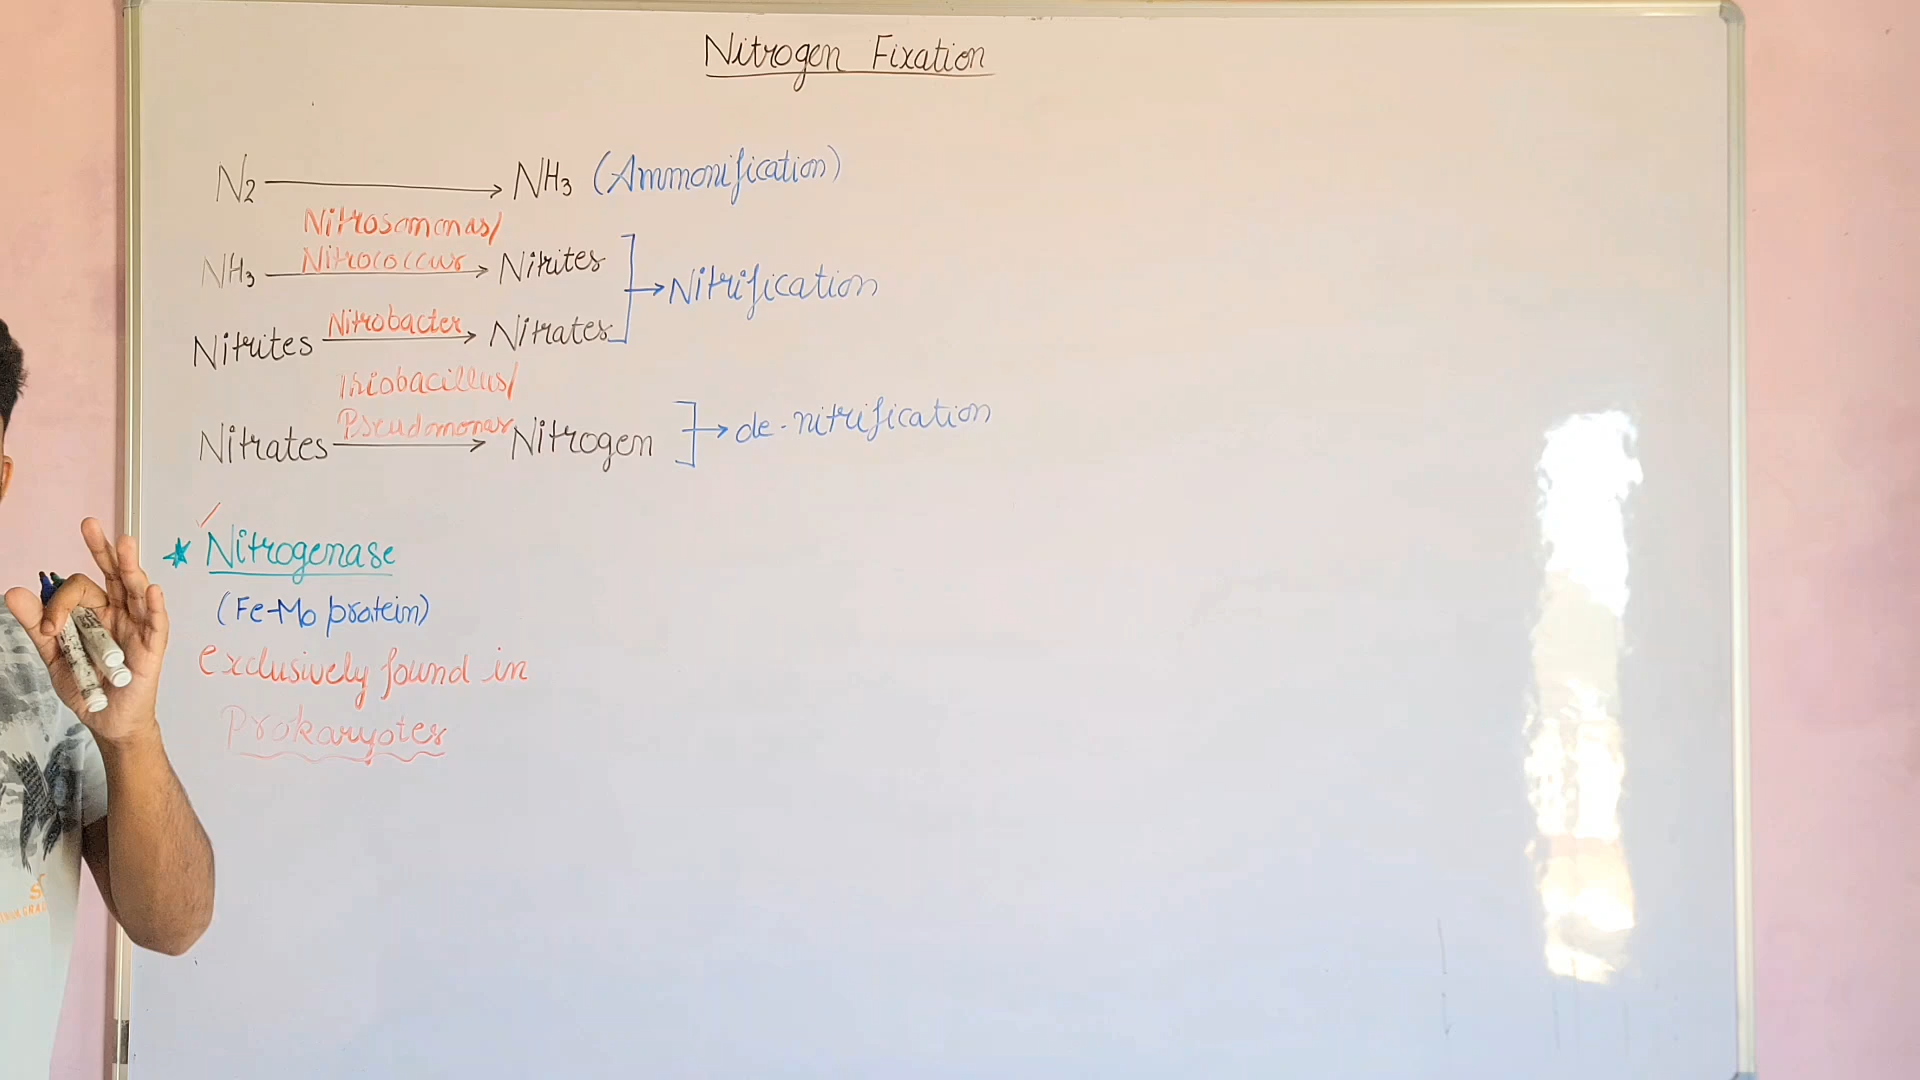 Nitrogen Fixation
N2 → NH3 (Ammonification)
Nitrosomonas/
NH3 Nitrococcus → Nitrites
→ Nitrification
Nitrites Nitrobacter → Nitrates
Thiobacillus/
Nitrates Pseudomonas → Nitrogen → de-nitrification
✓
★ Nitrogenase
(Fe-Mo protein)
exclusively found in
Prokaryotes